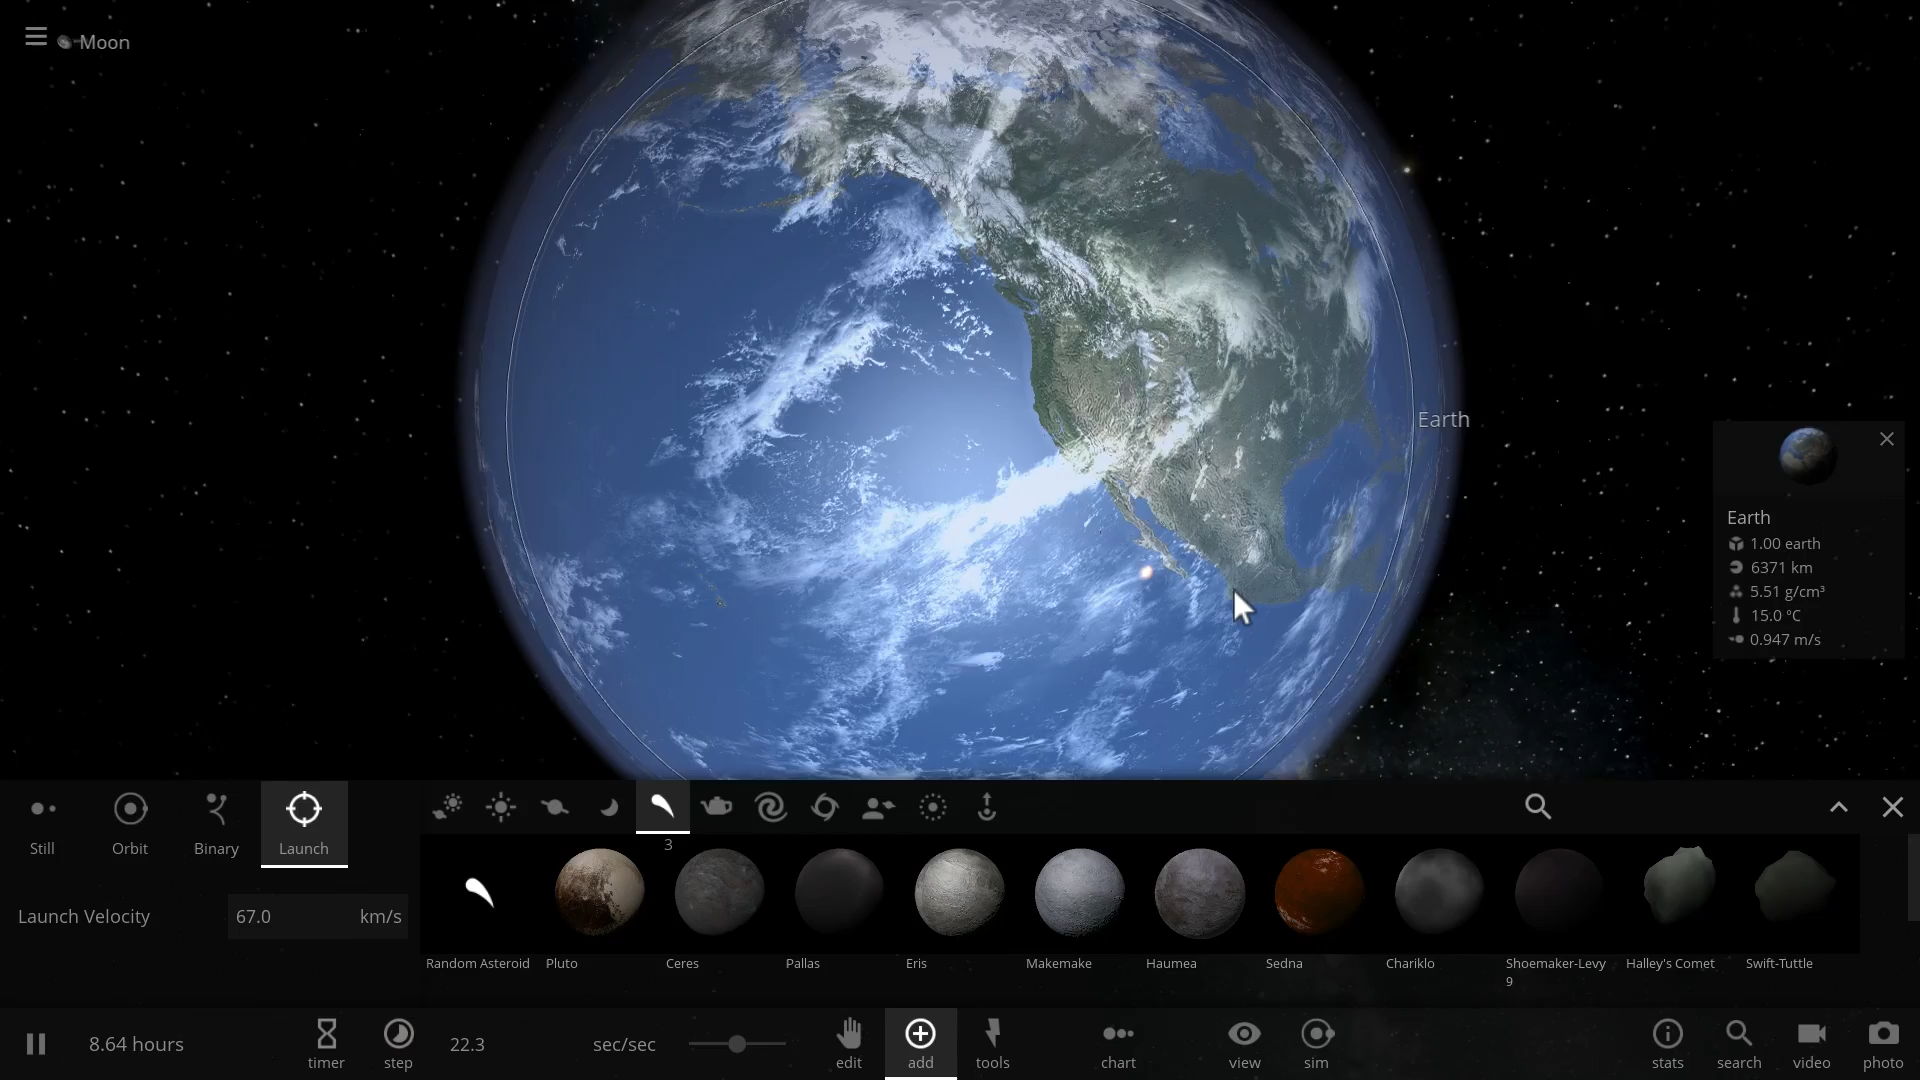 Moon
Earth
Earth
1.00 earth
6371 km
5.51 g/cm³
15.0 °C
0.947 m/s
Still
Orbit
Binary
Launch
3
Launch Velocity
67.0 km/s
Random Asteroid
Pluto
Ceres
Pallas
Eris
Makemake
Haumea
Sedna
Chariklo
Shoemaker-Levy
9
Halley's Comet
Swift-Tuttle
8.64 hours
timer
step
22.3 sec/sec
edit
add
tools
chart
view
sim
stats
search
video
photo